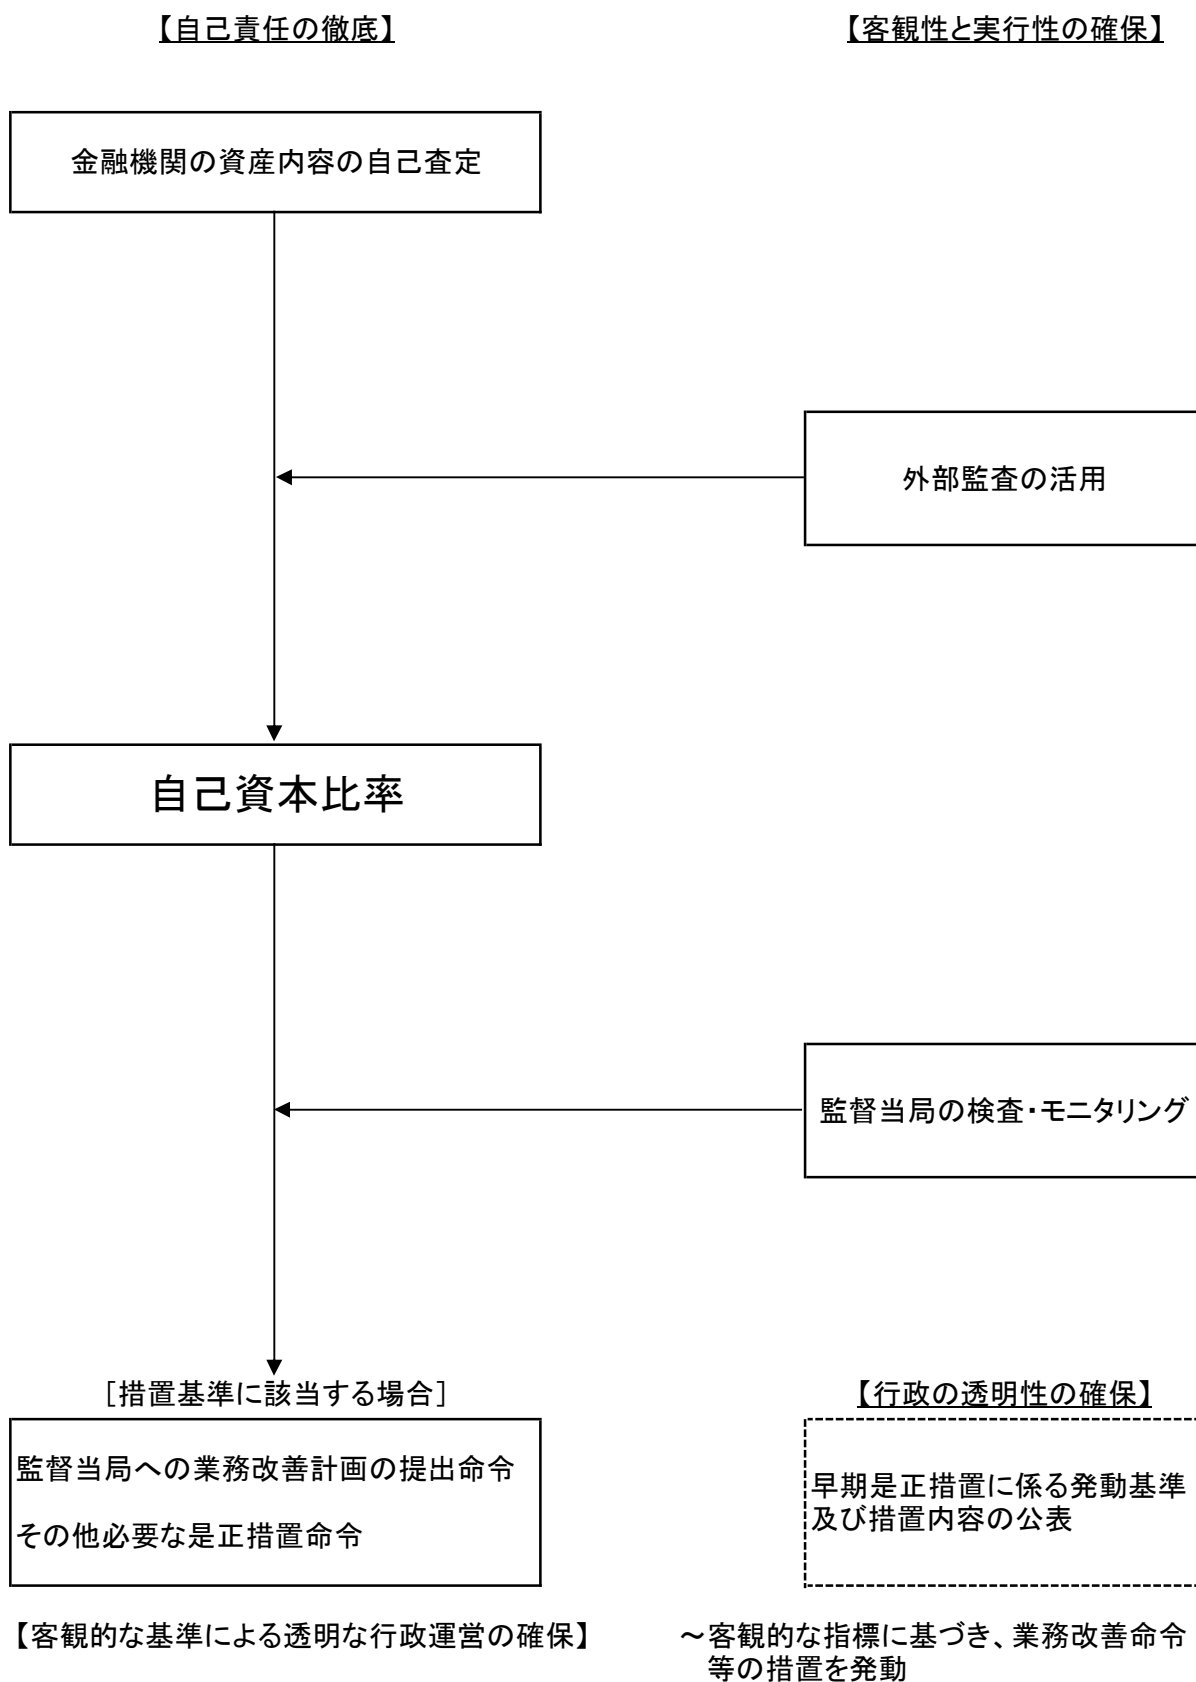 【自己責任の徹底】
【客観性と実行性の確保】
金融機関の資産内容の自己査定
外部監査の活用
自己資本比率
監督当局の検査・モニタリング
［措置基準に該当する場合］
【行政の透明性の確保】
監督当局への業務改善計画の提出命令
その他必要な是正措置命令
早期是正措置に係る発動基準
及び措置内容の公表
【客観的な基準による透明な行政運営の確保】
～客観的な指標に基づき、業務改善命令
等の措置を発動